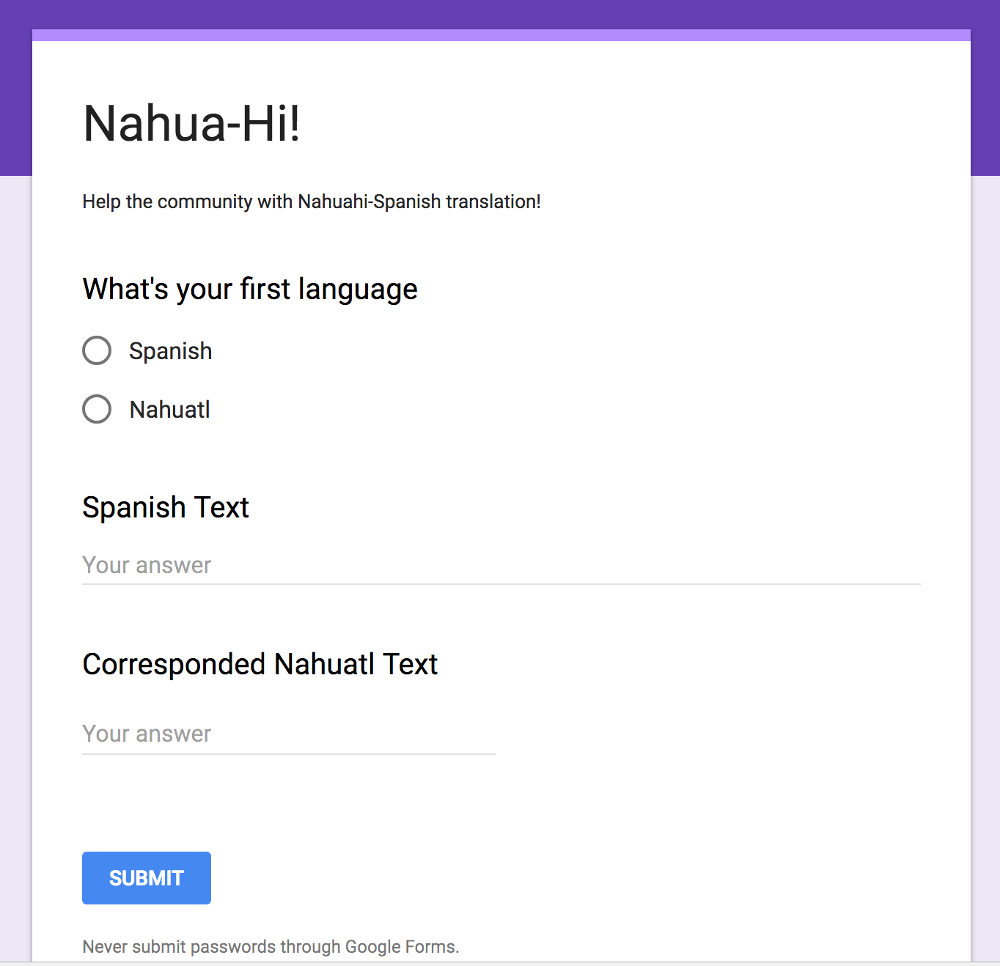 Nahua-Hi!
Help the community with Nahuahi-Spanish translation!
What's your first language
Spanish
Nahuatl
Spanish Text
Your answer
Corresponded Nahuatl Text
Your answer
SUBMIT
Never submit passwords through Google Forms.